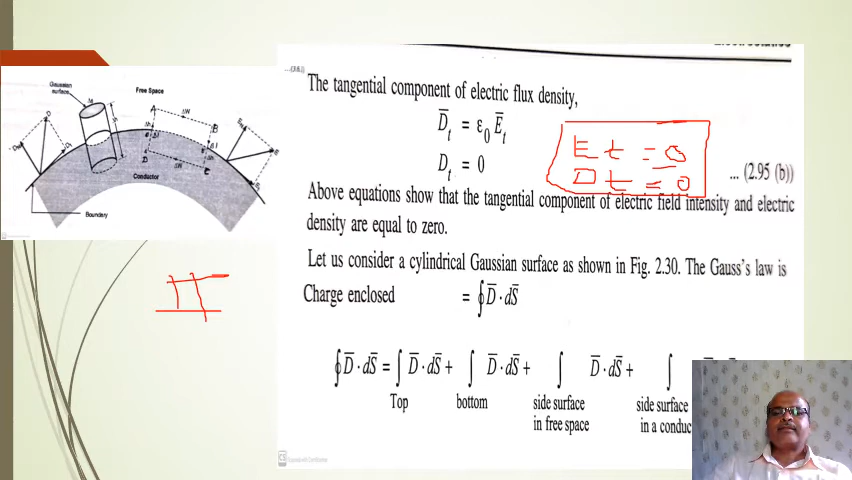 Gaussian
surface
Free Space
Conductor
Boundary
The tangential component of electric flux density,
D̄t = ε0 Ēt
Dt = 0
... (2.95 (b))
Et = 0
Dt = 0
Above equations show that the tangential component of electric field intensity and electric
density are equal to zero.
Let us consider a cylindrical Gaussian surface as shown in Fig. 2.30. The Gauss's law is
Charge enclosed = ∮ D̄ · dS̄
∮ D̄ · dS̄ = ∫ D̄ · dS̄ + ∫ D̄ · dS̄ + ∫ D̄ · dS̄ + ∫
Top bottom side surface side surface
in free space in a conduc